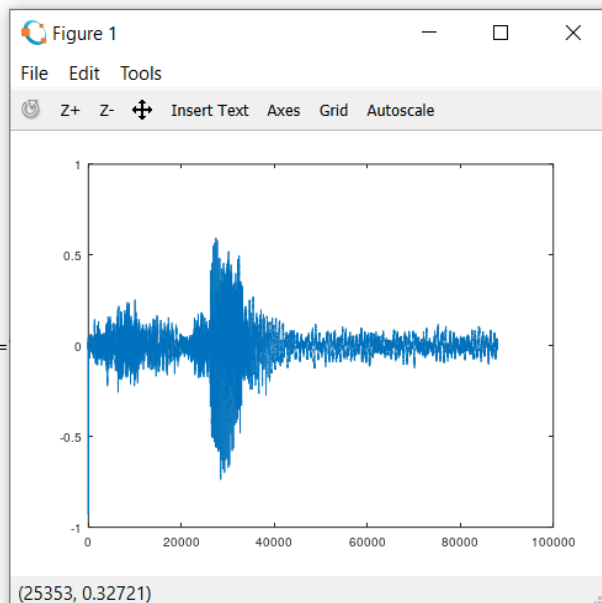 Figure 1
File Edit Tools
Z+ Z- Insert Text Axes Grid Autoscale
1
0.5
0
-0.5
-1
0 20000 40000 60000 80000 100000
=
(25353, 0.32721)